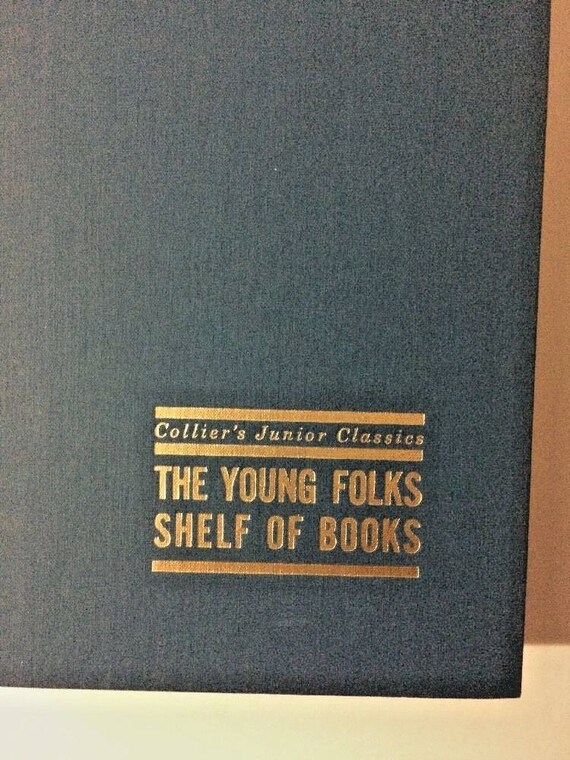 Collier's Junior Classics
THE YOUNG FOLKS
SHELF OF BOOKS